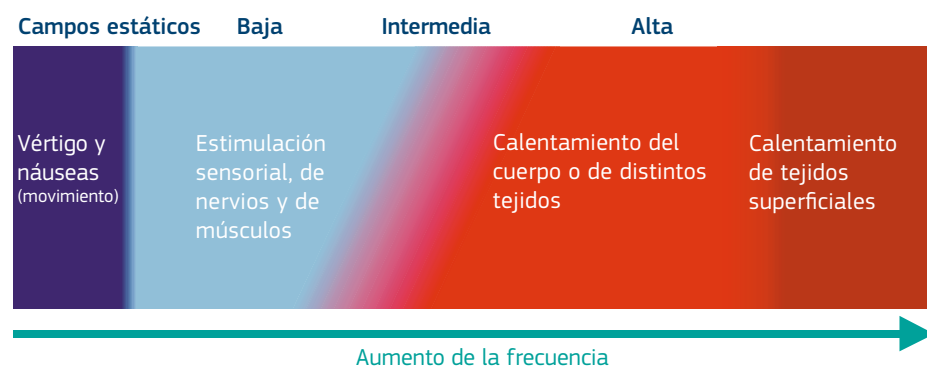 Campos estáticos Baja Intermedia Alta
Vértigo y
náuseas
(movimiento)
Estimulación
sensorial, de
nervios y de
músculos
Calentamiento del
cuerpo o de distintos
tejidos
Calentamiento
de tejidos
superficiales
Aumento de la frecuencia